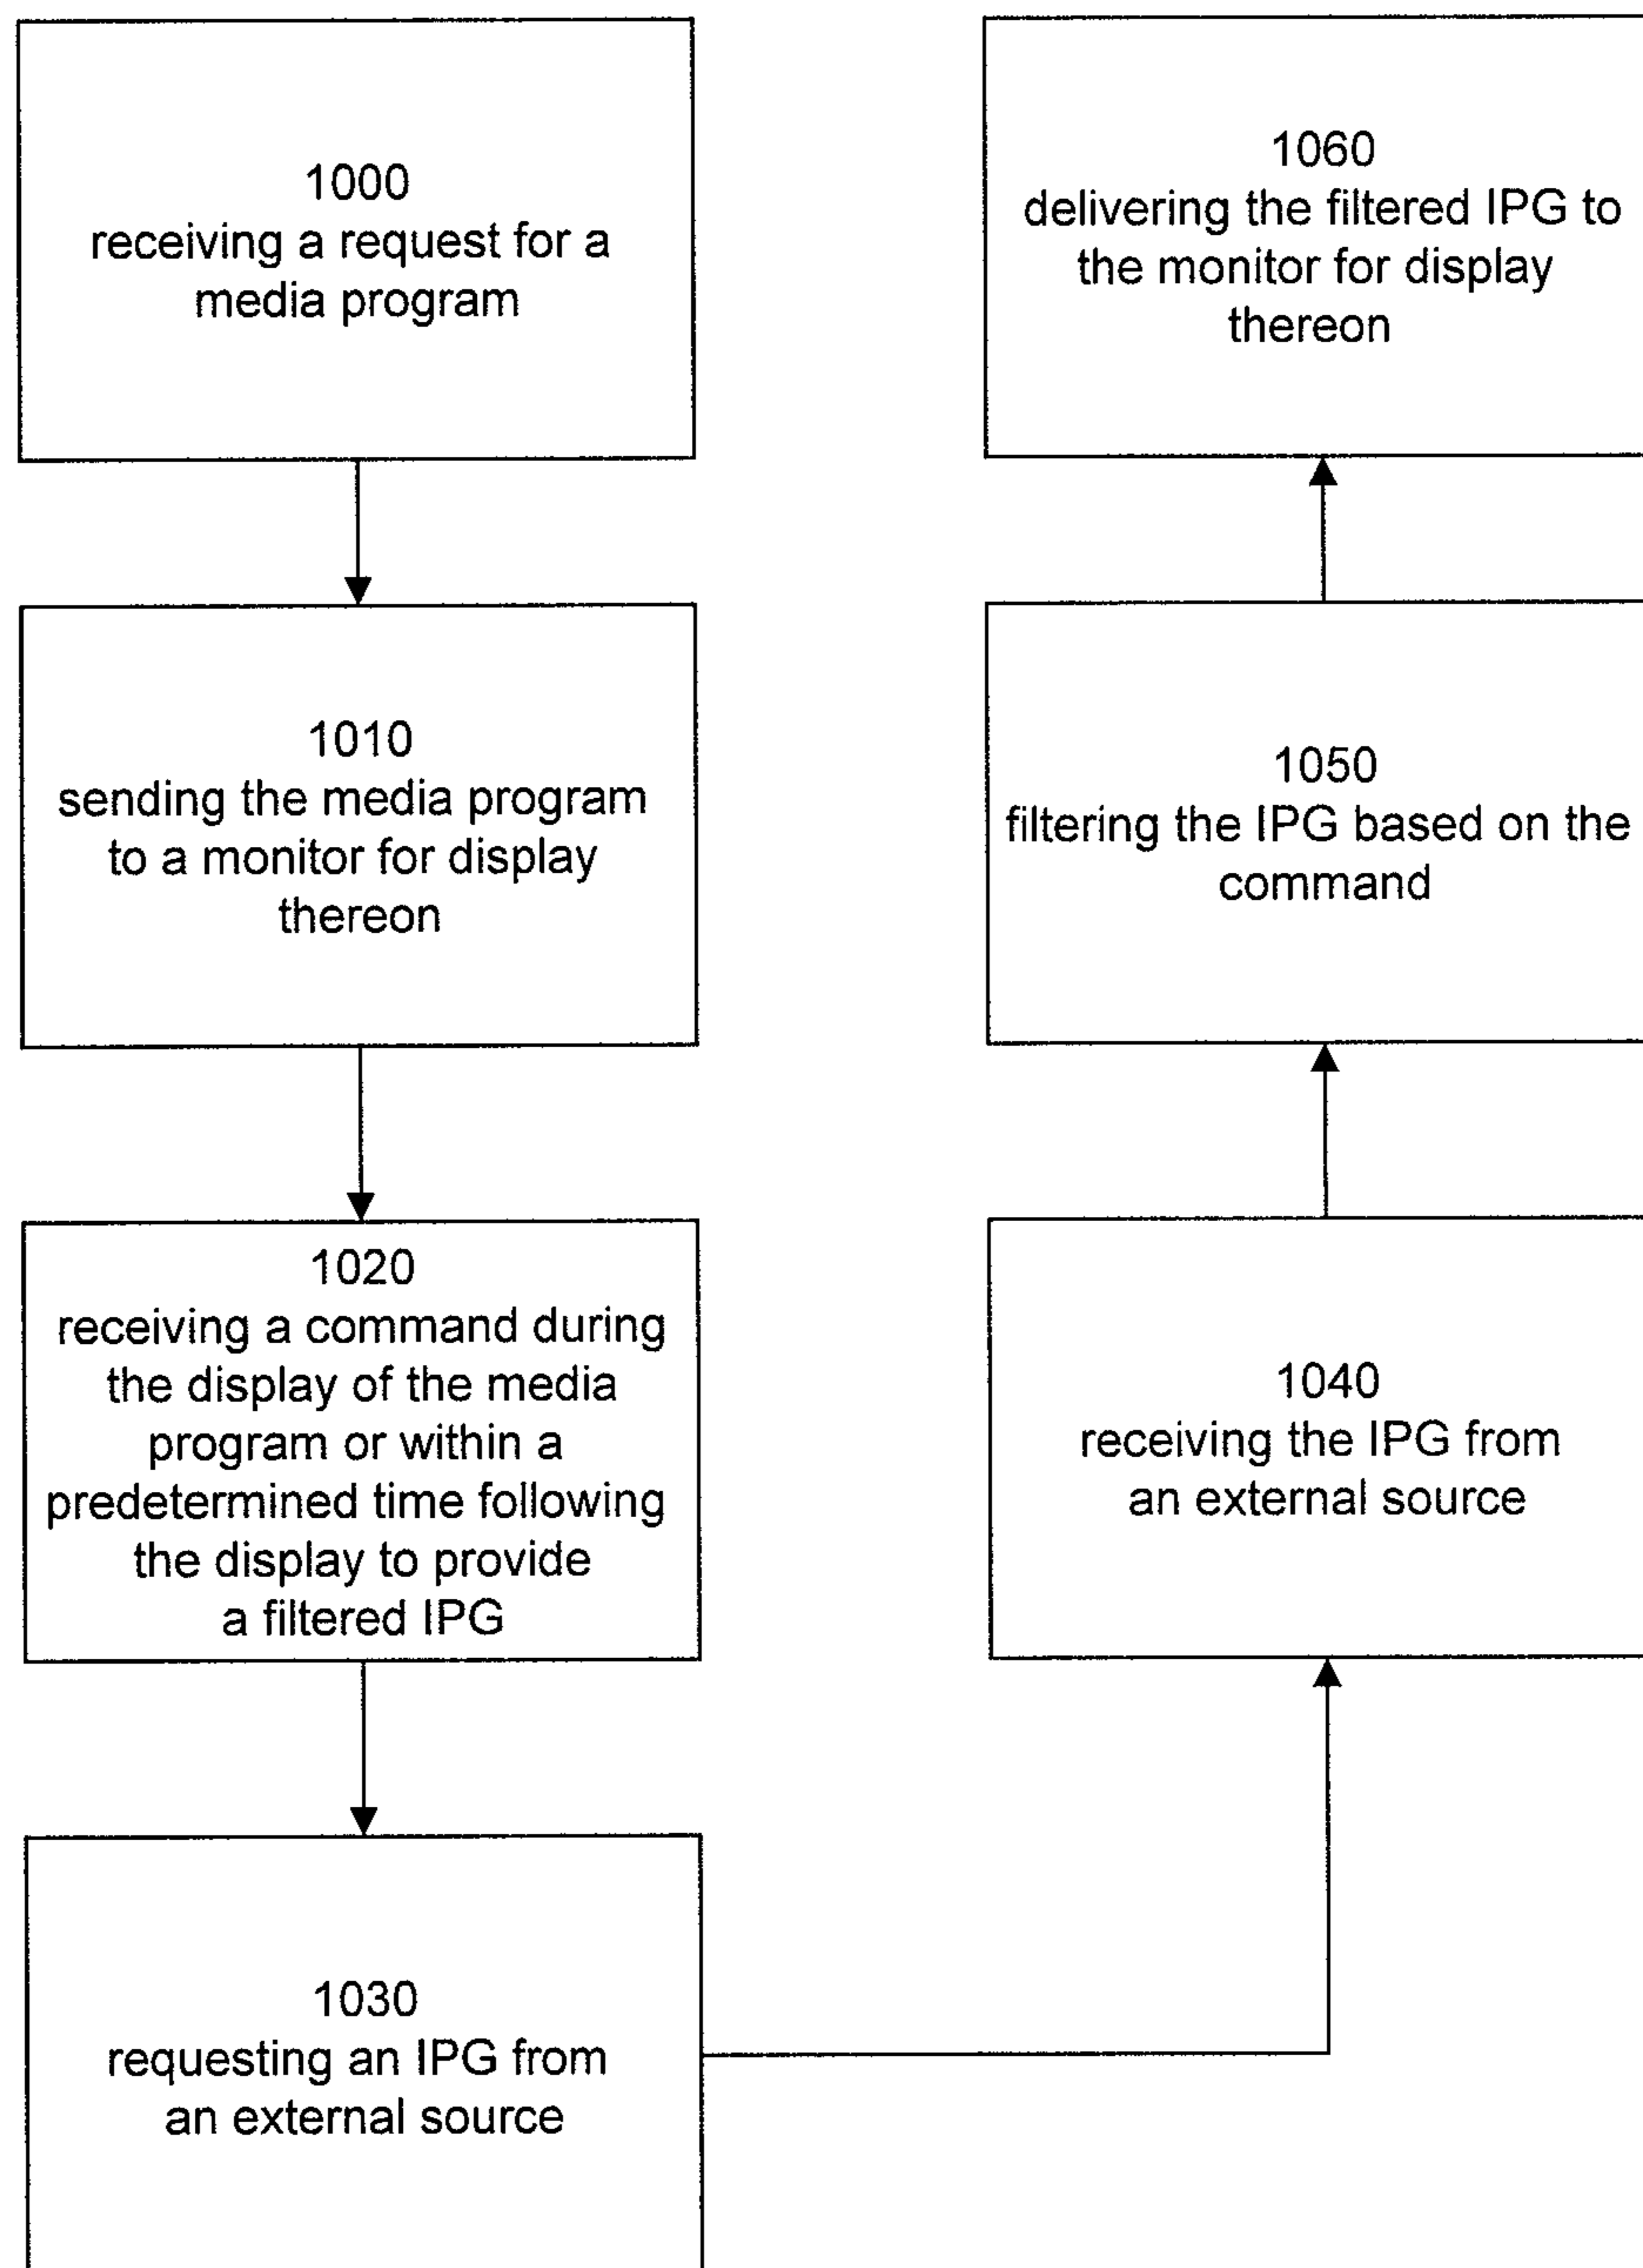 1000
receiving a request for a
media program
1010
sending the media program
to a monitor for display
thereon
1020
receiving a command during
the display of the media
program or within a
predetermined time following
the display to provide
a filtered IPG
1030
requesting an IPG from
an external source
1040
receiving the IPG from
an external source
1050
filtering the IPG based on the
command
1060
delivering the filtered IPG to
the monitor for display
thereon